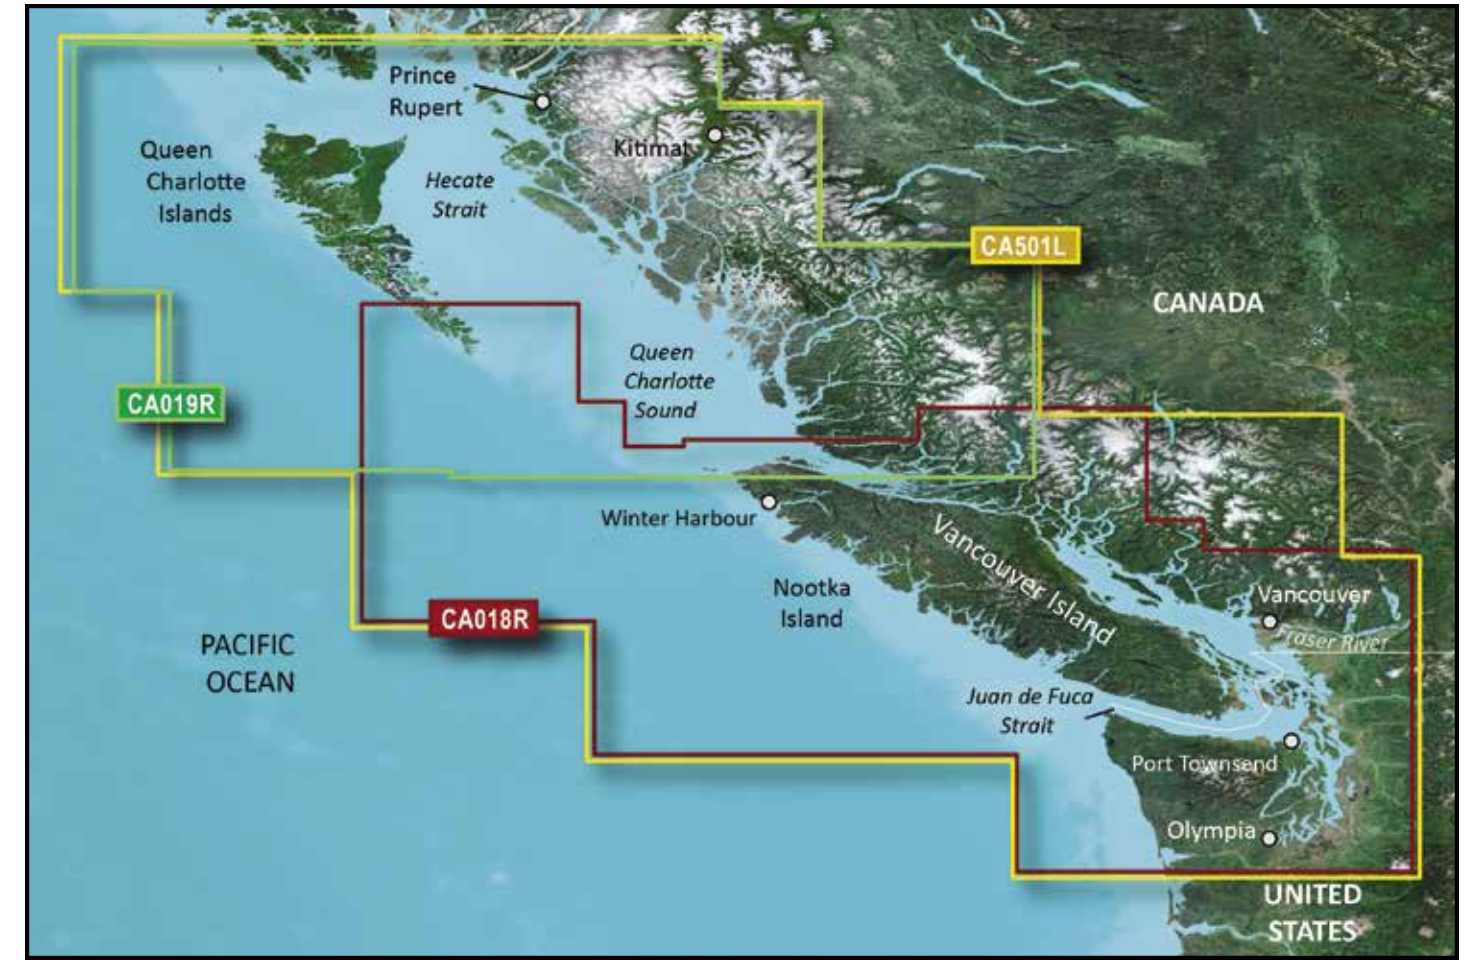 Prince
Rupert
Kitimat
Queen
Charlotte
Islands
Hecate
Strait
CA501L
CANADA
Queen
Charlotte
Sound
CA019R
Winter Harbour
Vancouver Island
Nootka
Island
Vancouver
Fraser River
CA018R
PACIFIC
OCEAN
Juan de Fuca
Strait
Port Townsend
Olympia
UNITED
STATES